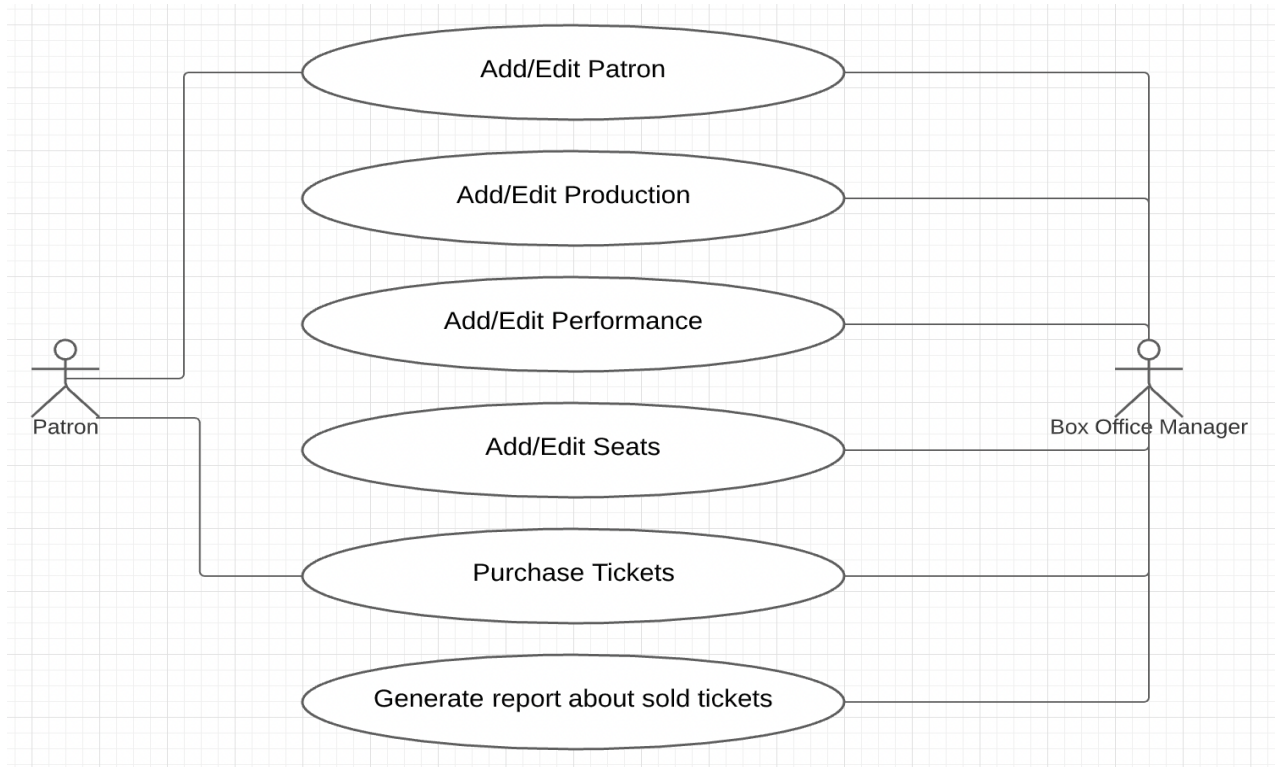 Add/Edit Patron
Add/Edit Production
Add/Edit Performance
Patron
Box Office Manager
Add/Edit Seats
Purchase Tickets
Generate report about sold tickets